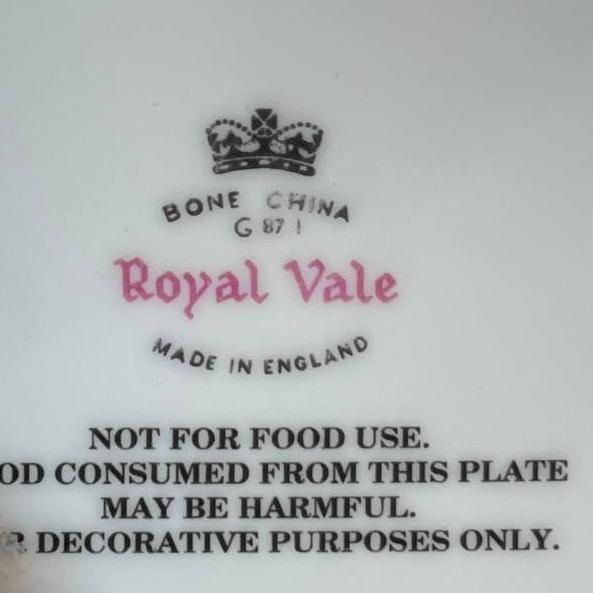 BONE CHINA
G 87 I
Royal Vale
MADE IN ENGLAND
NOT FOR FOOD USE.
OD CONSUMED FROM THIS PLATE
MAY BE HARMFUL.
R DECORATIVE PURPOSES ONLY.